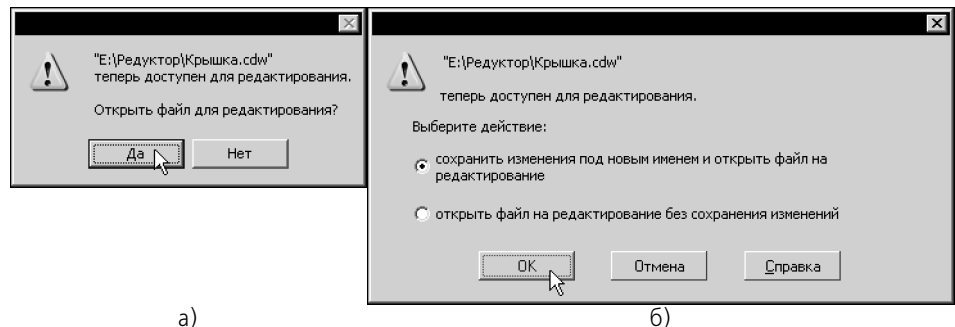 "E:\Редуктор\Крышка.cdw"
теперь доступен для редактирования.
Открыть файл для редактирования?
Да
Нет
"E:\Редуктор\Крышка.cdw"
теперь доступен для редактирования.
Выберите действие:
сохранить изменения под новым именем и открыть файл на
редактирование
открыть файл на редактирование без сохранения изменений
OK
Отмена
Справка
а)
б)